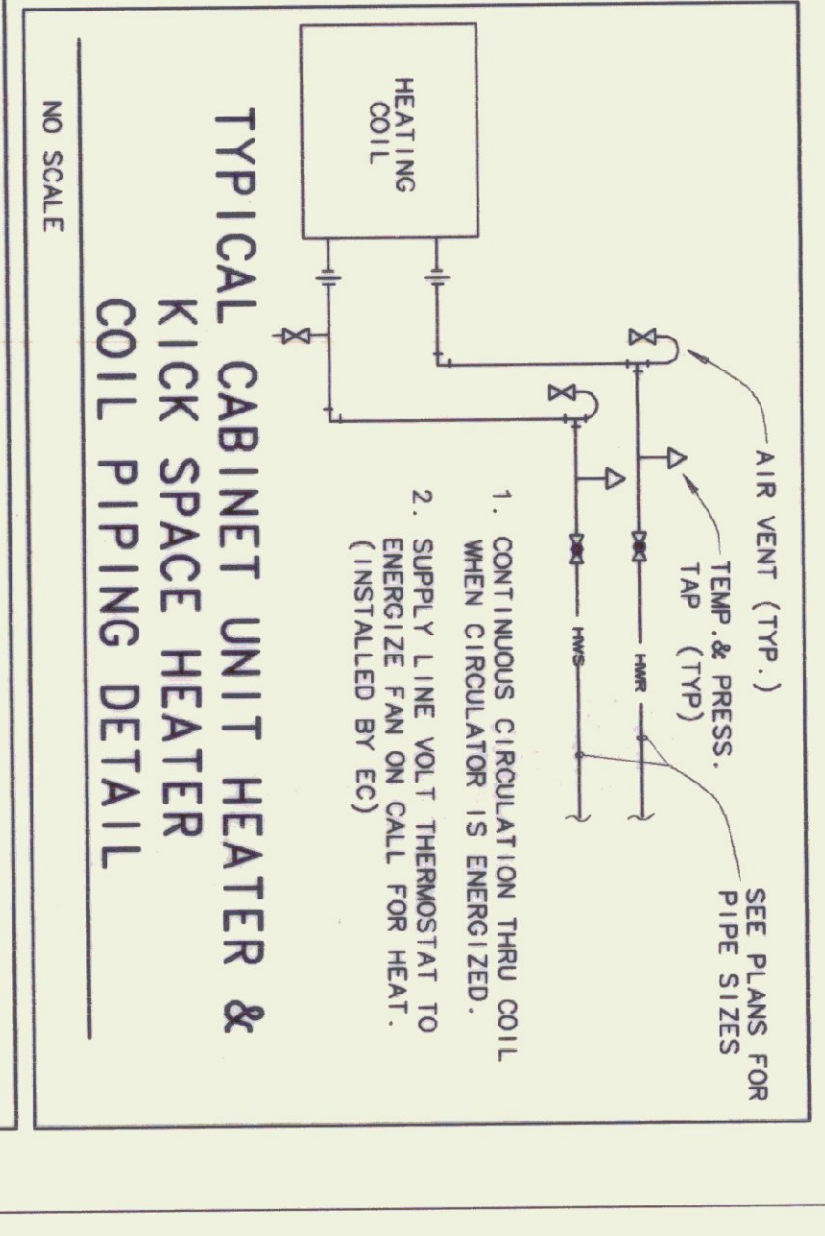 AIR VENT (TYP.)
TEMP.& PRESS.
TAP (TYP)
SEE PLANS FOR
PIPE SIZES
HWR
HWS
HEATING
COIL
1. CONTINUOUS CIRCULATION THRU COIL
WHEN CIRCULATOR IS ENERGIZED.
2. SUPPLY LINE VOLT THERMOSTAT TO
ENERGIZE FAN ON CALL FOR HEAT.
(INSTALLED BY EC)
TYPICAL CABINET UNIT HEATER &
KICK SPACE HEATER
COIL PIPING DETAIL
NO SCALE